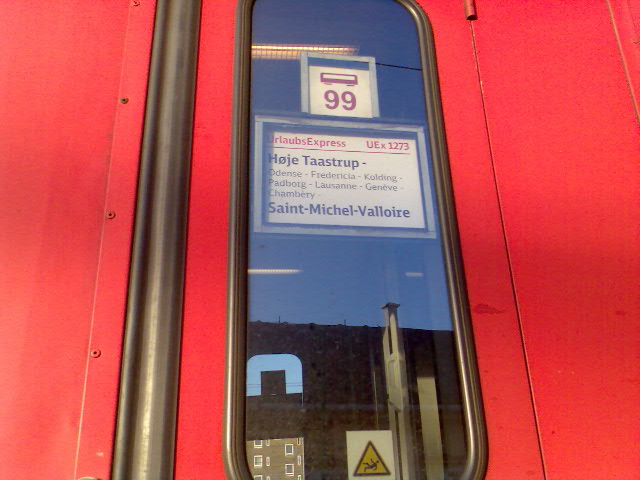 99
UrlaubsExpress UEx 1273
Høje Taastrup -
Odense - Fredericia - Kolding -
Padborg - Lausanne - Genève -
Chambéry -
Saint-Michel-Valloire